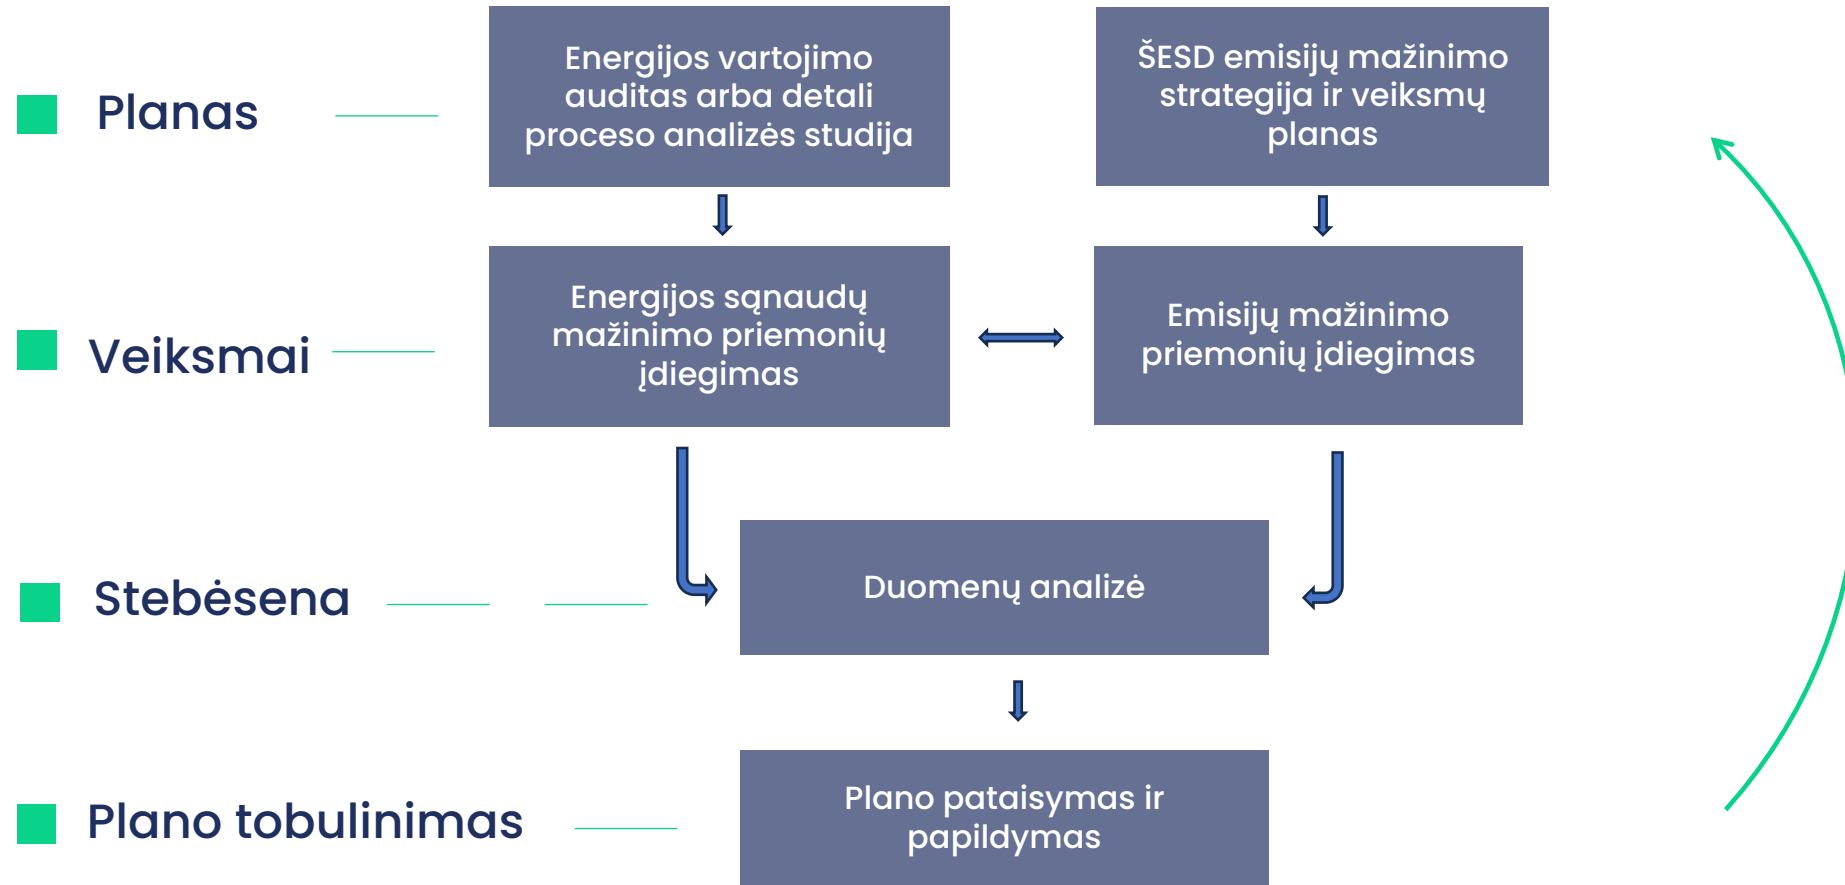 Planas
Energijos vartojimo
auditas arba detali
proceso analizės studija
ŠESD emisijų mažinimo
strategija ir veiksmų
planas
Veiksmai
Energijos sąnaudų
mažinimo priemonių
įdiegimas
Emisijų mažinimo
priemonių įdiegimas
Stebėsena
Duomenų analizė
Plano tobulinimas
Plano pataisymas ir
papildymas